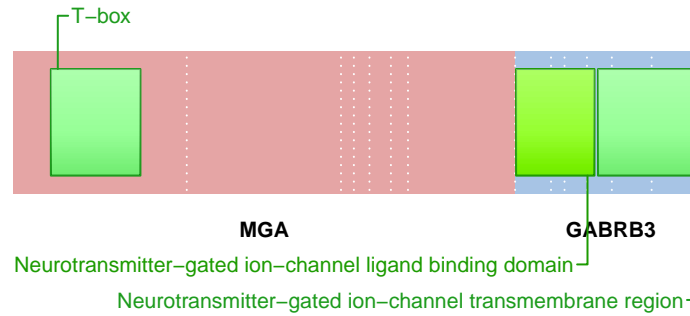 T−box
MGA GABRB3
Neurotransmitter−gated ion−channel ligand binding domain
Neurotransmitter−gated ion−channel transmembrane region